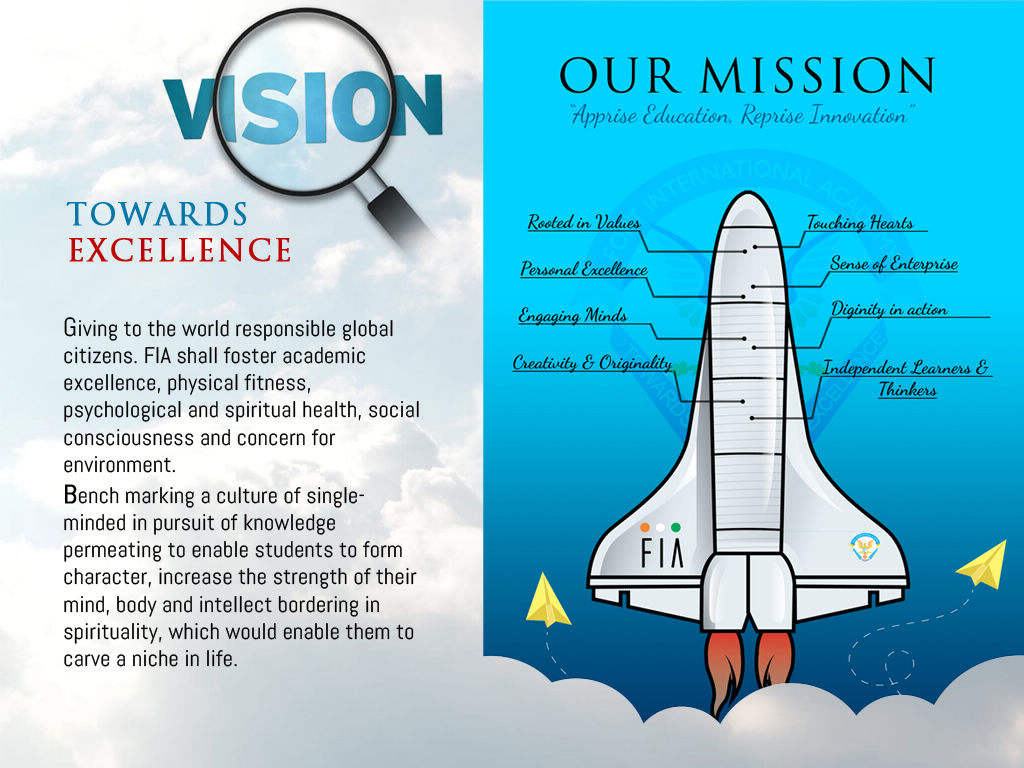 VISION
TOWARDS
EXCELLENCE
Giving to the world responsible global
citizens. FIA shall foster academic
excellence, physical fitness,
psychological and spiritual health, social
consciousness and concern for
environment.
Bench marking a culture of single-
minded in pursuit of knowledge
permeating to enable students to form
character, increase the strength of their
mind, body and intellect bordering in
spirituality, which would enable them to
carve a niche in life.
OUR MISSION
"Apprise Education, Reprise Innovation"
INTERNATIONAL
TOWARDS
Rooted in Values
Personal Excellence
Engaging Minds
Creativity & Originality
Touching Hearts
Sense of Enterprise
Diginity in action
Independent Learners &
Thinkers
FIA